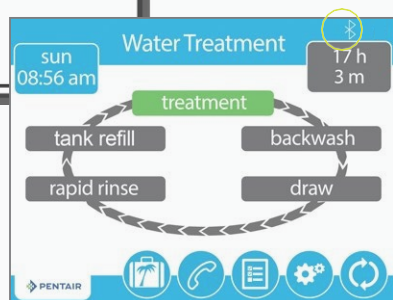 Water Treatment
sun
08:56 am
17 h
3 m
treatment
tank refill
backwash
rapid rinse
draw
PENTAIR